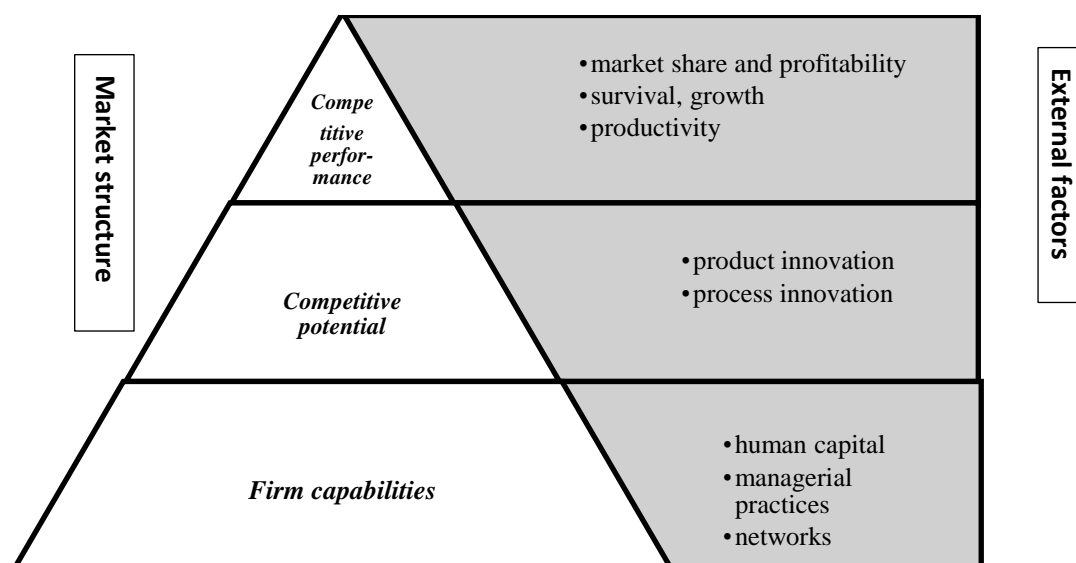 Market structure
Compe
titive
perfor-
mance
•market share and profitability
•survival, growth
•productivity
Competitive
potential
•product innovation
•process innovation
Firm capabilities
•human capital
•managerial
practices
•networks
External factors